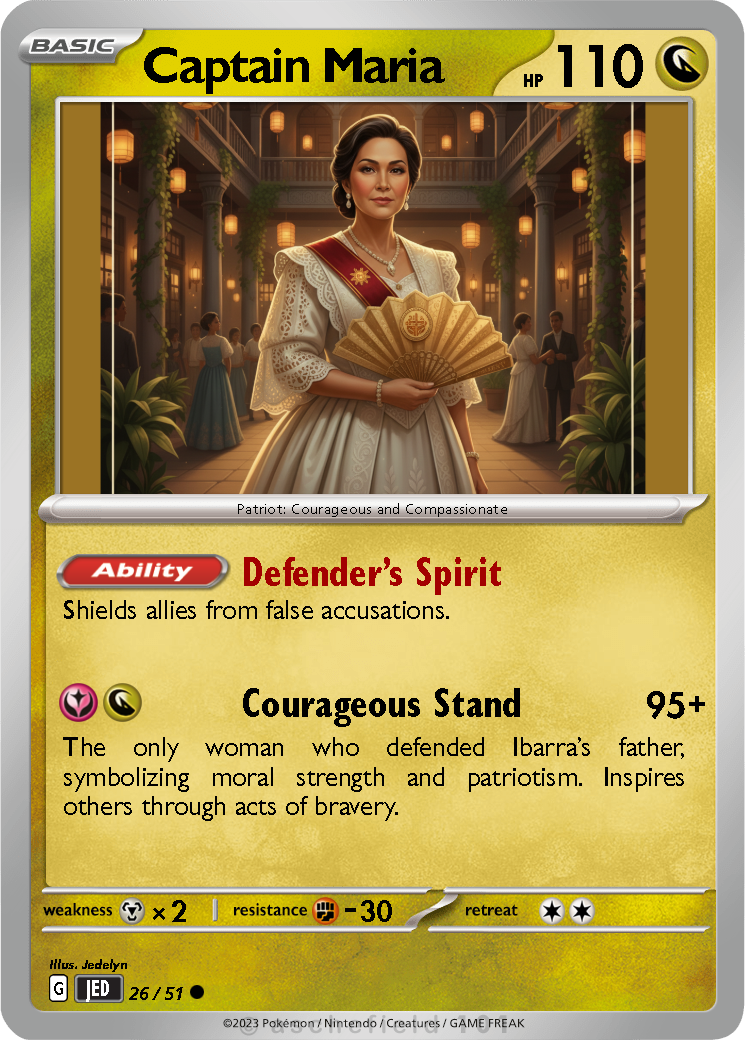 BASIC
Captain Maria
HP 110
Patriot: Courageous and Compassionate
Ability Defender's Spirit
Shields allies from false accusations.
Courageous Stand 95+
The only woman who defended Ibarra's father,
symbolizing moral strength and patriotism. Inspires
others through acts of bravery.
weakness ×2 resistance -30 retreat
Illus. Jedelyn
G JED 26 / 51
©2023 Pokémon / Nintendo / Creatures / GAME FREAK